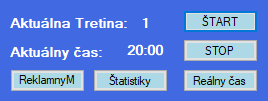 Aktuálna Tretina: 1 ŠTART
Aktuálny čas: 20:00 STOP
ReklamnyM Štatistiky Reálny čas